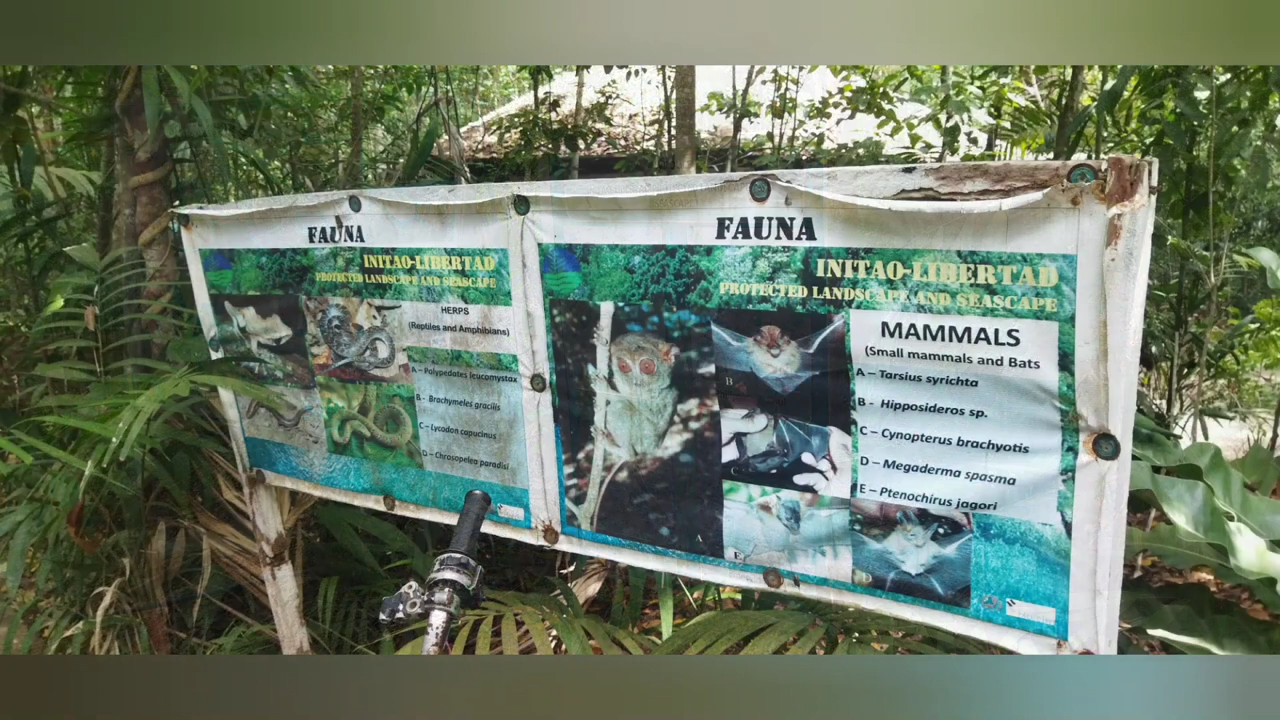 FAUNA
INITAO-LIBERTAD
PROTECTED LANDSCAPE AND SEASCAPE
HERPS
(Reptiles and Amphibians)
A – Polypedates leucomystax
B - Brachymeles gracilis
C – Lycodon capucinus
D – Chrosopelea paradisi
FAUNA
INITAO-LIBERTAD
PROTECTED LANDSCAPE AND SEASCAPE
MAMMALS
(Small mammals and Bats)
A – Tarsius syrichta
B - Hipposideros sp.
C – Cynopterus brachyotis
D – Megaderma spasma
E – Ptenochirus jagori
B
C
A
E